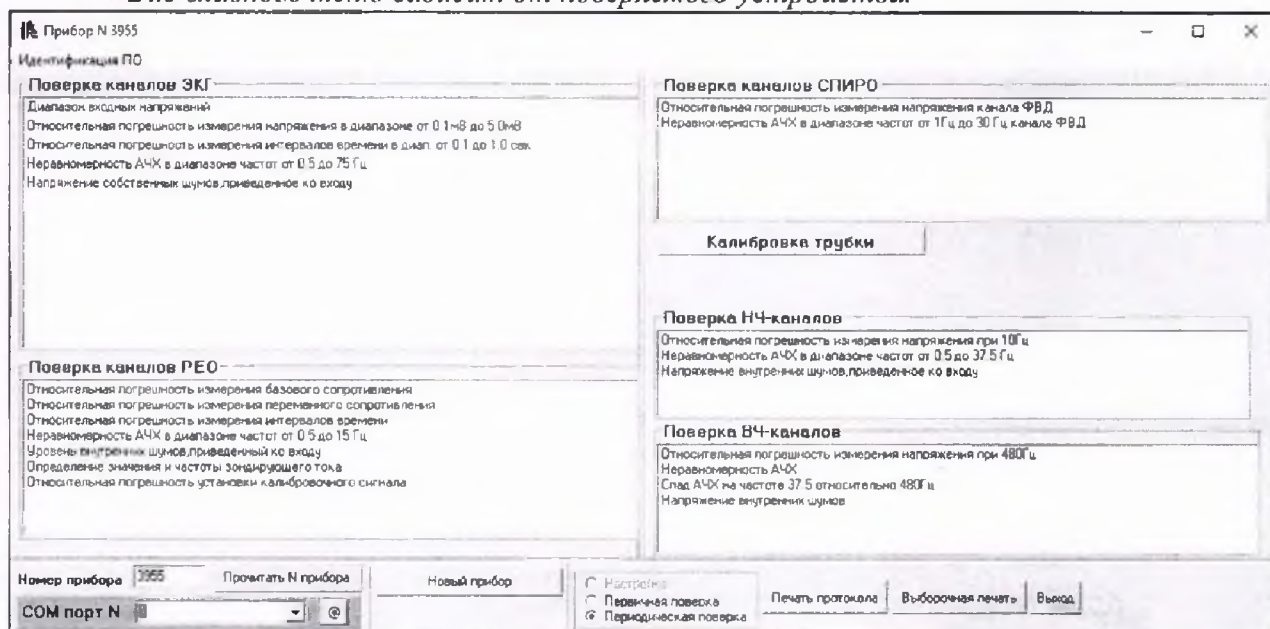 Вид главного меню зависит от поверяемого устройства
Прибор N 3955
Идентификация ПО
Поверка каналов ЭКГ
Диапазон входных напряжений
Относительная погрешность измерения напряжения в диапазоне от 0.1мВ до 5.0мВ
Относительная погрешность измерения интервалов времени в диап. от 0.1 до 1.0 сек
Неравномерность АЧХ в диапазоне частот от 0.5 до 75 Гц
Напряжение собственных шумов,приведенное ко входу
Поверка каналов РЕО
Относительная погрешность измерения базового сопротивления
Относительная погрешность измерения переменного сопротивления
Относительная погрешность измерения интервалов времени
Неравномерность АЧХ в диапазоне частот от 0.5 до 15 Гц
Уровень внутренних шумов,приведенный ко входу
Определение значения и частоты зондирующего тока
Относительная погрешность установки калибровочного сигнала
Поверка каналов СПИРО
Относительная погрешность измерения напряжения канала ФВД
Неравномерность АЧХ в диапазоне частот от 1Гц до 30 Гц канала ФВД
Калибровка трубки
Поверка НЧ-каналов
Относительная погрешность измерения напряжения при 10Гц
Неравномерность АЧХ в диапазоне частот от 0.5 до 37.5 Гц
Напряжение внутренних шумов,приведенное ко входу
Поверка ВЧ-каналов
Относительная погрешность измерения напряжения при 480Гц
Неравномерность АЧХ
Спад АЧХ на частоте 37.5 относительно 480Гц
Напряжение внутренних шумов
Номер прибора 3955 Прочитать N прибора Новый прибор
COM порт N @
Настройка
Первичная поверка
Периодическая поверка
Печать протокола Выборочная печать Выход